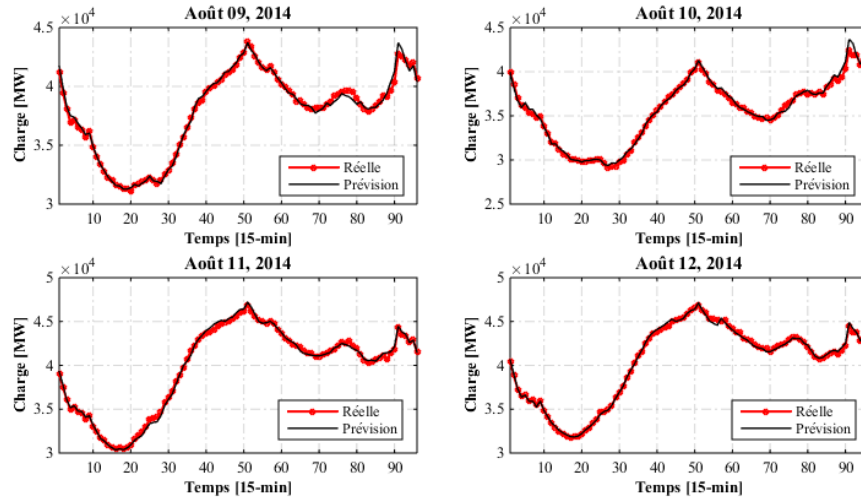 Août 09, 2014
× 10⁴
4.5
4
3.5
3
Charge [MW]
Réelle
Prévision
10 20 30 40 50 60 70 80 90
Temps [15-min]
Août 10, 2014
× 10⁴
4.5
4
3.5
3
2.5
Charge [MW]
Réelle
Prévision
10 20 30 40 50 60 70 80 90
Temps [15-min]
Août 11, 2014
× 10⁴
5
4.5
4
3.5
3
Charge [MW]
Réelle
Prévision
10 20 30 40 50 60 70 80 90
Temps [15-min]
Août 12, 2014
× 10⁴
5
4.5
4
3.5
3
Charge [MW]
Réelle
Prévision
10 20 30 40 50 60 70 80 90
Temps [15-min]